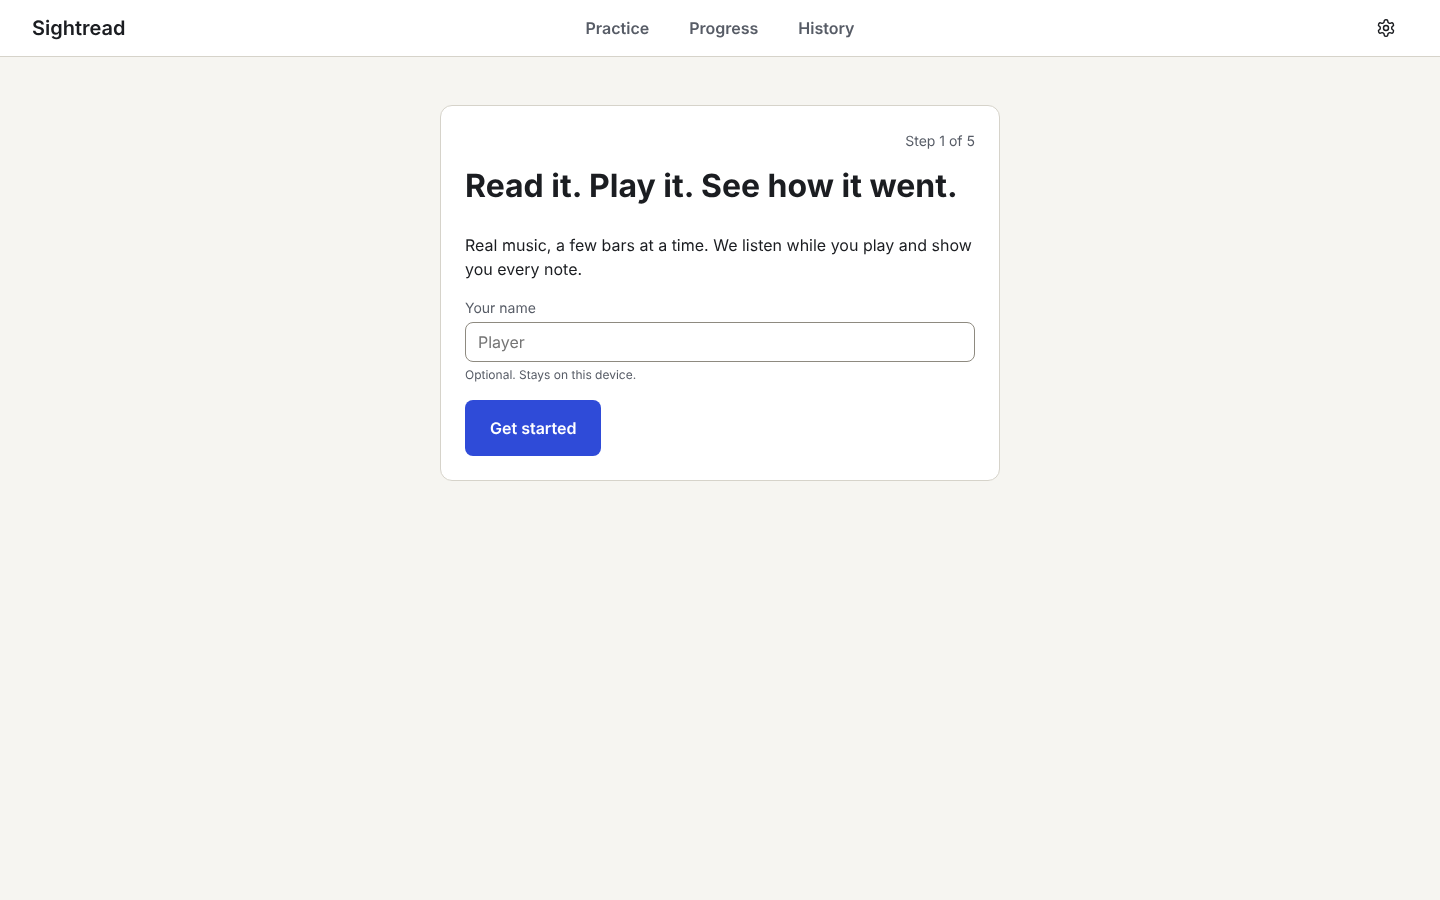 Sightread
Practice
Progress
History
Step 1 of 5
Read it. Play it. See how it went.
Real music, a few bars at a time. We listen while you play and show
you every note.
Your name
Player
Optional. Stays on this device.
Get started